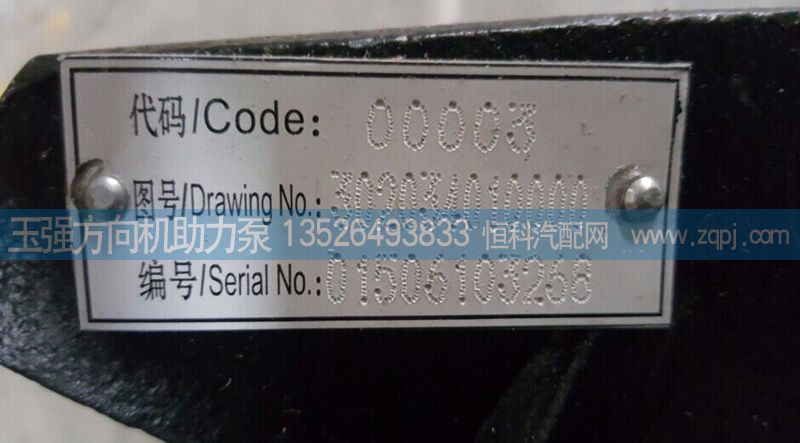 代码/Code: 00003
图号/Drawing No.: 302034010000
玉强方向机助力泵 13526493833 恒科汽配网 www.zqpj.com
编号/Serial No.: 01506103268